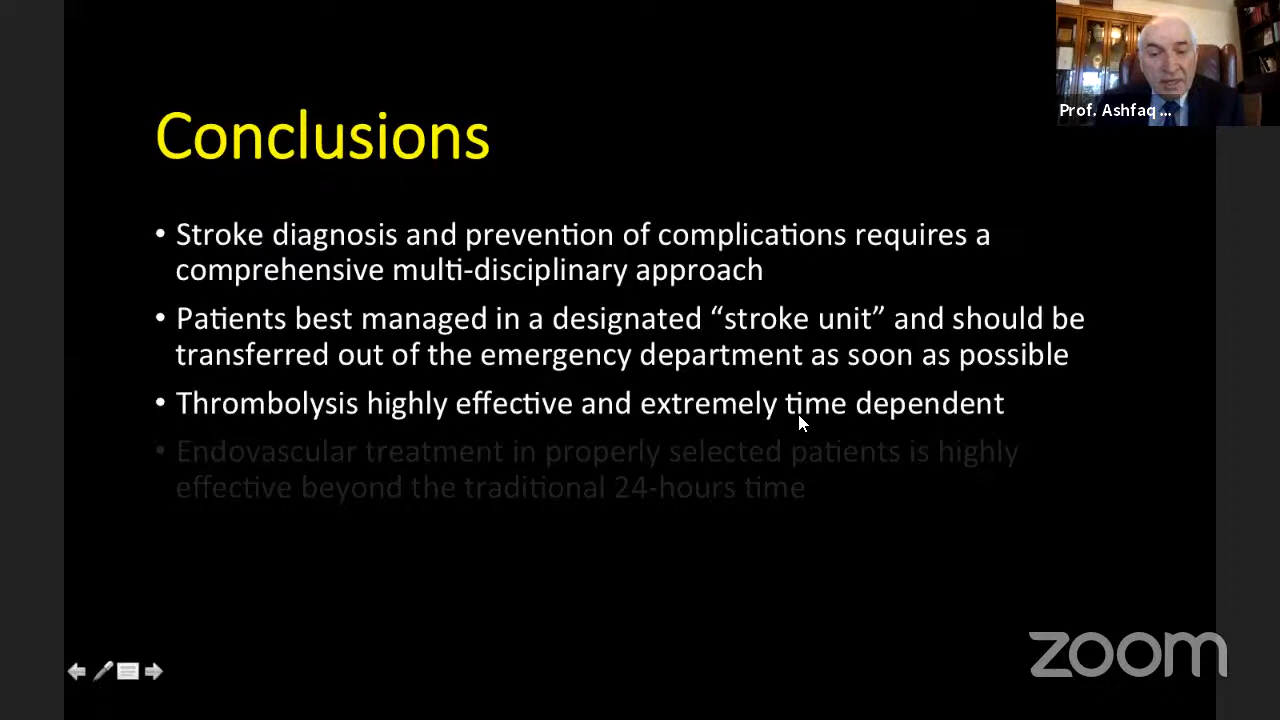 Prof. Ashfaq ...
Conclusions
• Stroke diagnosis and prevention of complications requires a
comprehensive multi-disciplinary approach
• Patients best managed in a designated “stroke unit” and should be
transferred out of the emergency department as soon as possible
• Thrombolysis highly effective and extremely time dependent
• Endovascular treatment in properly selected patients is highly
effective beyond the traditional 24-hours time
zoom